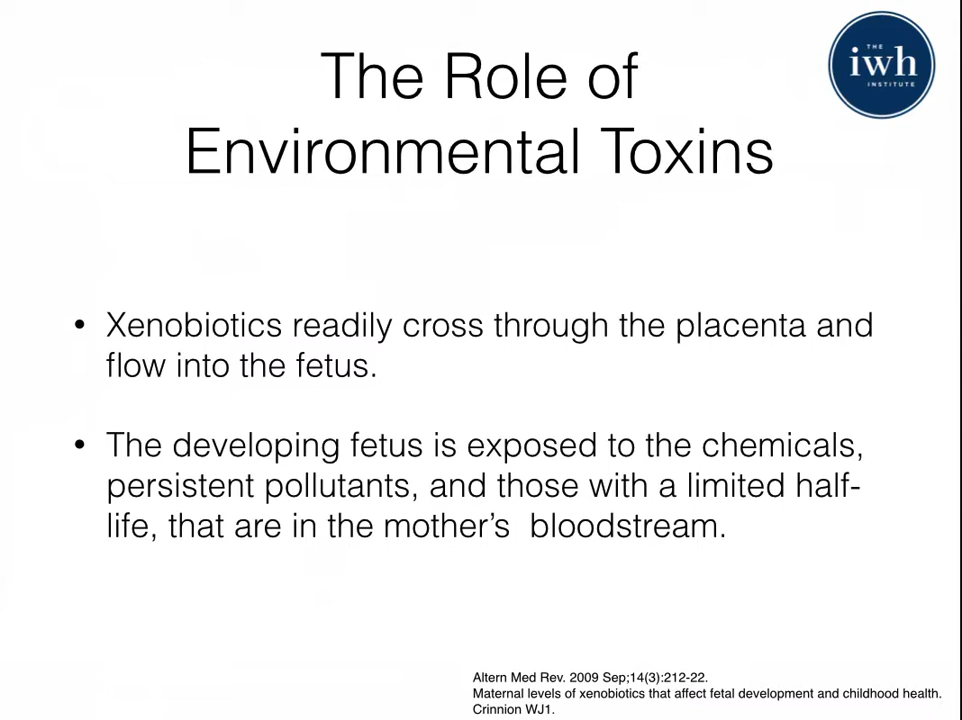 The Role of
Environmental Toxins
THE
iwh
INSTITUTE
• Xenobiotics readily cross through the placenta and
flow into the fetus.
• The developing fetus is exposed to the chemicals,
persistent pollutants, and those with a limited half-
life, that are in the mother’s  bloodstream.
Altern Med Rev. 2009 Sep;14(3):212-22.
Maternal levels of xenobiotics that affect fetal development and childhood health.
Crinnion WJ1.